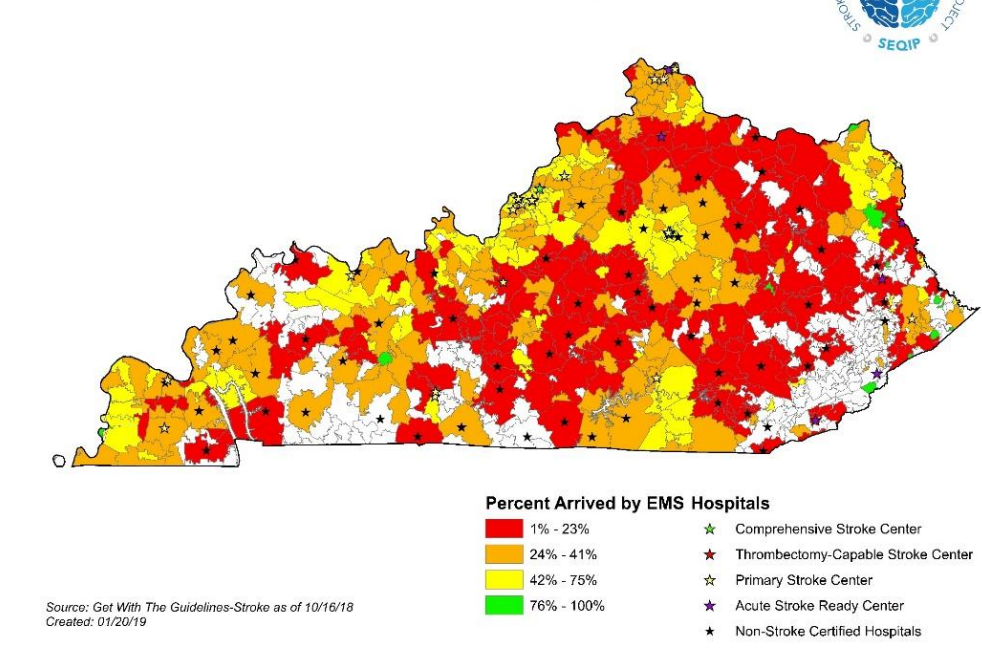 STROKE
JECT
SEQIP
Percent Arrived by EMS Hospitals
1% - 23%
24% - 41%
42% - 75%
76% - 100%
Comprehensive Stroke Center
Thrombectomy-Capable Stroke Center
Primary Stroke Center
Acute Stroke Ready Center
Non-Stroke Certified Hospitals
Source: Get With The Guidelines-Stroke as of 10/16/18
Created: 01/20/19